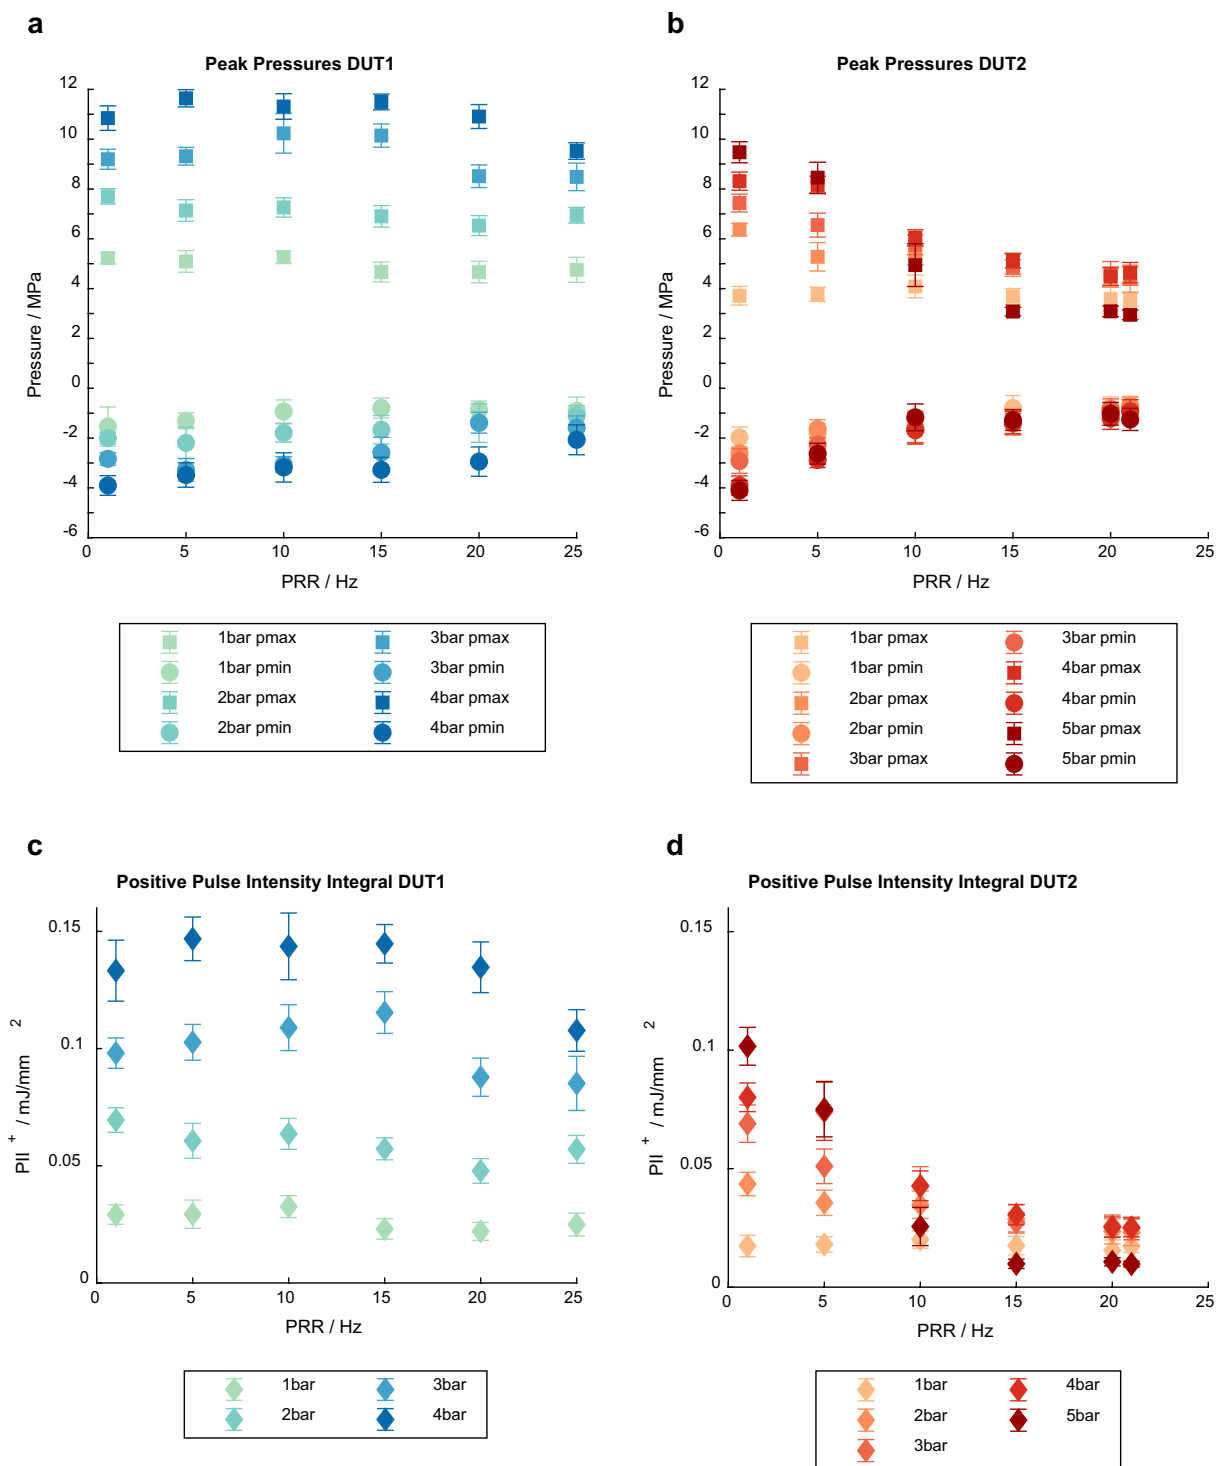 a
Peak Pressures DUT1
12
10
8
6
4
2
0
-2
-4
-6
Pressure / MPa
0 5 10 15 20 25
PRR / Hz
1bar pmax 3bar pmax
1bar pmin 3bar pmin
2bar pmax 4bar pmax
2bar pmin 4bar pmin
b
Peak Pressures DUT2
12
10
8
6
4
2
0
-2
-4
-6
Pressure / MPa
0 5 10 15 20 25
PRR / Hz
1bar pmax 3bar pmin
1bar pmin 4bar pmax
2bar pmax 4bar pmin
2bar pmin 5bar pmax
3bar pmax 5bar pmin
c
Positive Pulse Intensity Integral DUT1
0.15
0.1
0.05
0
PII + / mJ/mm 2
0 5 10 15 20 25
PRR / Hz
1bar 3bar
2bar 4bar
d
Positive Pulse Intensity Integral DUT2
0.15
0.1
0.05
0
PII + / mJ/mm 2
0 5 10 15 20 25
PRR / Hz
1bar 4bar
2bar 5bar
3bar